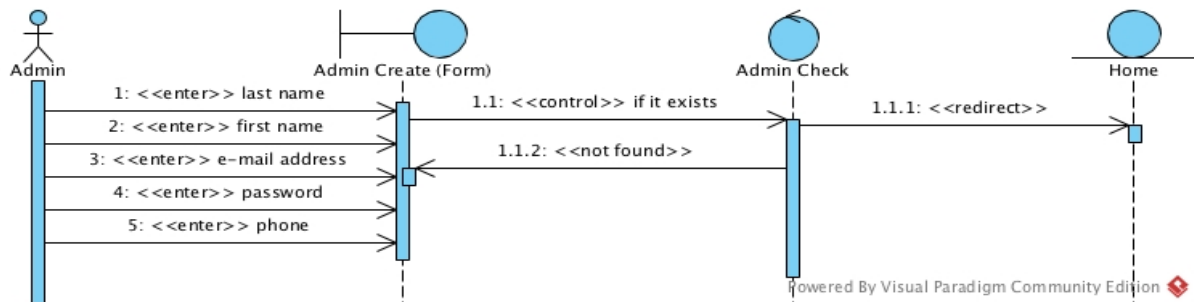 Admin
Admin Create (Form)
Admin Check
Home
1: <<enter>> last name
1.1: <<control>> if it exists
1.1.1: <<redirect>>
2: <<enter>> first name
1.1.2: <<not found>>
3: <<enter>> e-mail address
4: <<enter>> password
5: <<enter>> phone
Powered By Visual Paradigm Community Edition